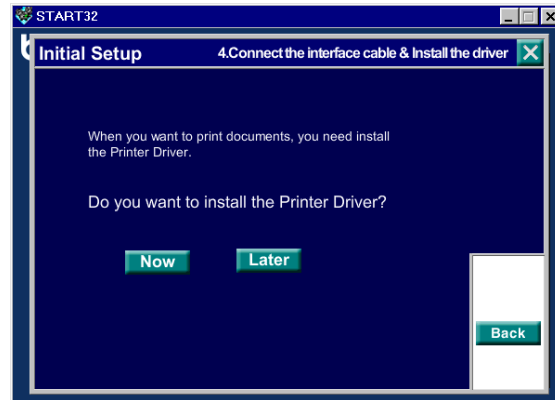 START32
Initial Setup
4.Connect the interface cable & Install the driver
When you want to print documents, you need install
the Printer Driver.
Do you want to install the Printer Driver?
Now
Later
Back